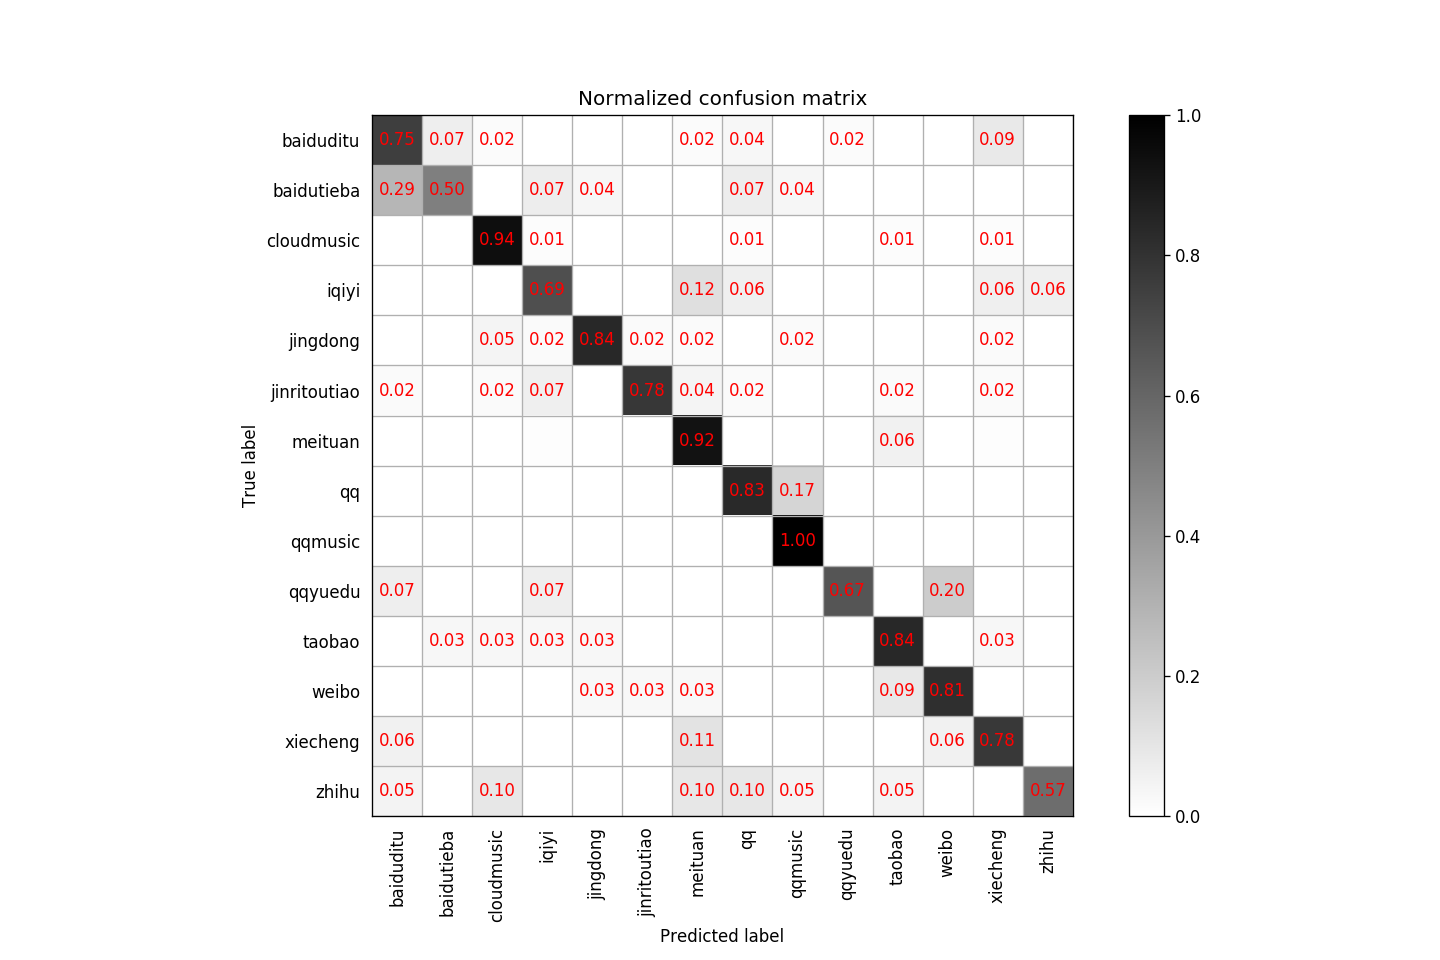 Normalized confusion matrix
True label
baiduditu 0.75 0.07 0.02 0.02 0.04 0.02 0.09
baidutieba 0.29 0.50 0.07 0.04 0.07 0.04
cloudmusic 0.94 0.01 0.01 0.01 0.01
iqiyi 0.69 0.12 0.06 0.06 0.06
jingdong 0.05 0.02 0.84 0.02 0.02 0.02 0.02
jinritoutiao 0.02 0.02 0.07 0.78 0.04 0.02 0.02 0.02
meituan 0.92 0.06
qq 0.83 0.17
qqmusic 1.00
qqyuedu 0.07 0.07 0.67 0.20
taobao 0.03 0.03 0.03 0.03 0.84 0.03
weibo 0.03 0.03 0.03 0.09 0.81
xiecheng 0.06 0.11 0.06 0.78
zhihu 0.05 0.10 0.10 0.10 0.05 0.05 0.57
baiduditu baidutieba cloudmusic iqiyi jingdong jinritoutiao meituan qq qqmusic qqyuedu taobao weibo xiecheng zhihu
Predicted label
1.0
0.8
0.6
0.4
0.2
0.0